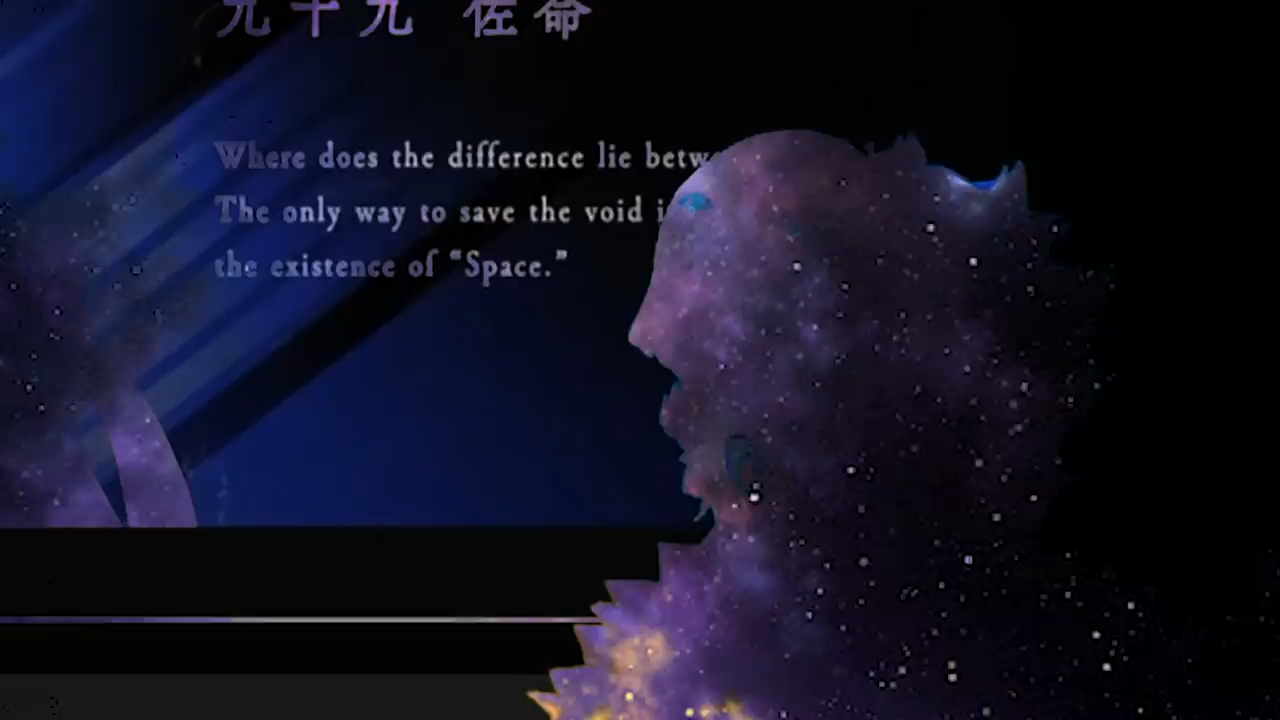 九十九 佐命
Where does the difference lie betw
The only way to save the void i
the existence of “Space.”